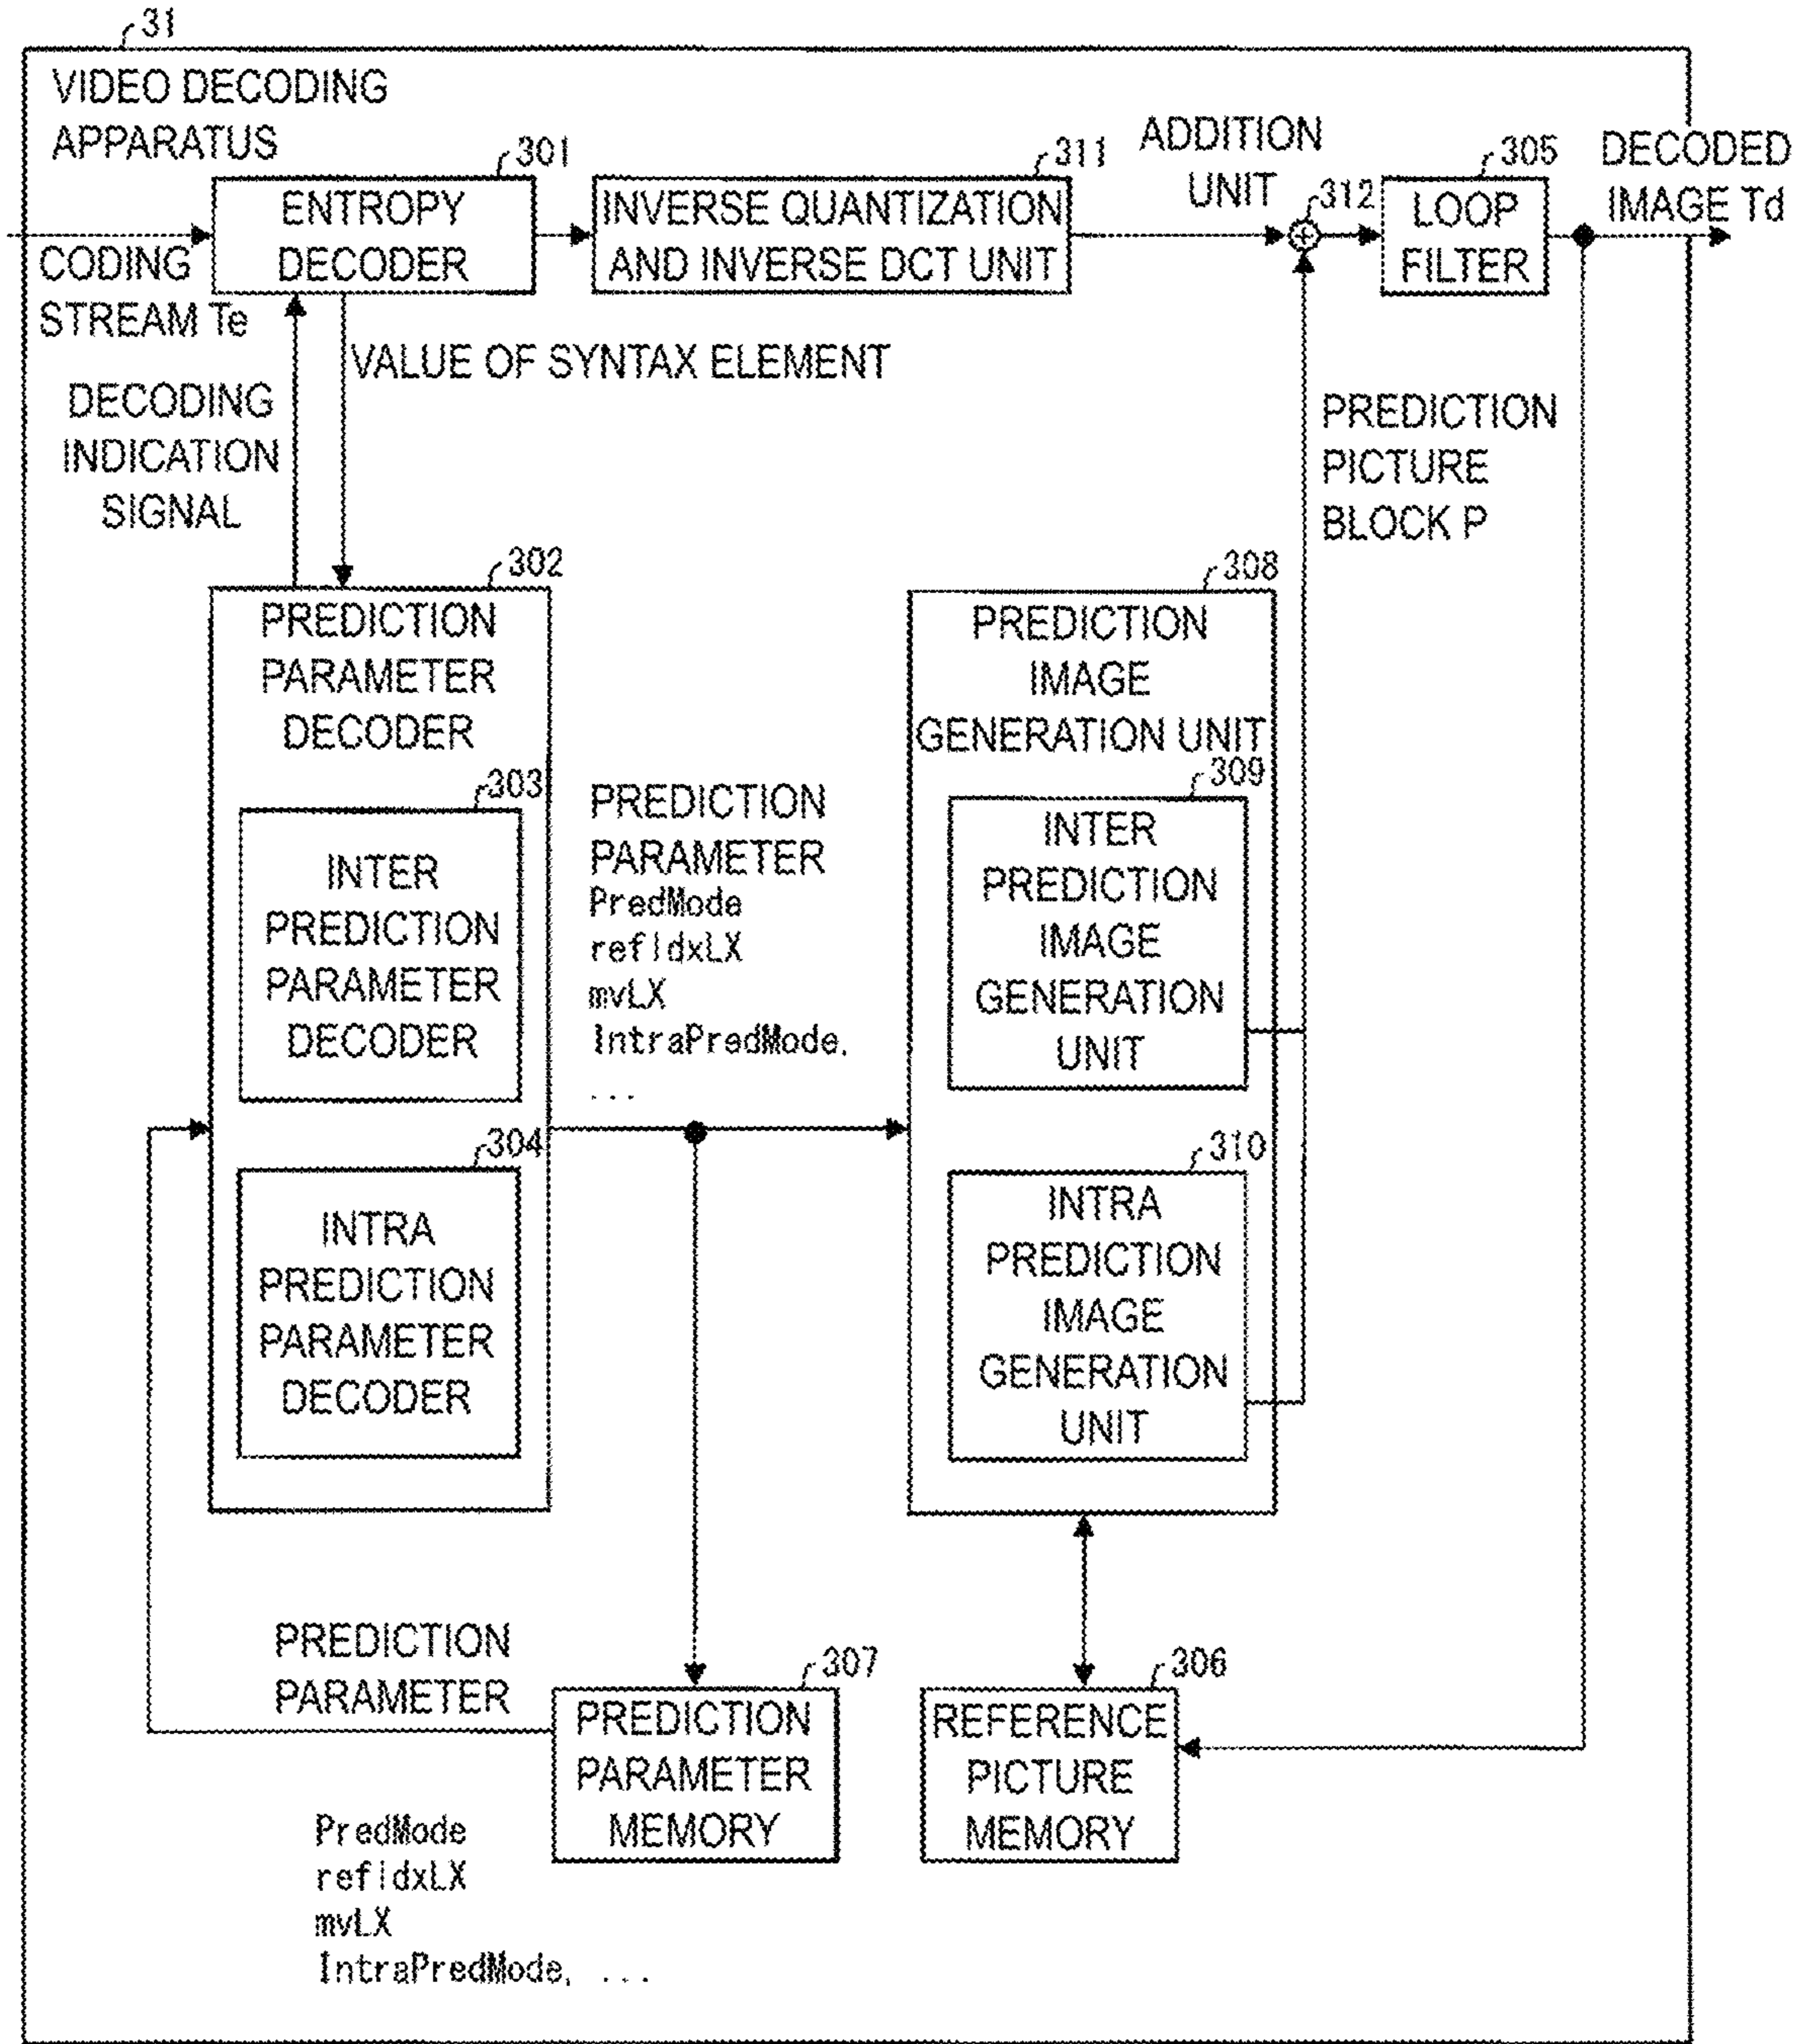 31
VIDEO DECODING
APPARATUS
301
ENTROPY
DECODER
311
INVERSE QUANTIZATION
AND INVERSE DCT UNIT
ADDITION
UNIT
312
305
LOOP
FILTER
DECODED
IMAGE Td
CODING
STREAM Te
DECODING
INDICATION
SIGNAL
VALUE OF SYNTAX ELEMENT
PREDICTION
PICTURE
BLOCK P
302
PREDICTION
PARAMETER
DECODER
303
INTER
PREDICTION
PARAMETER
DECODER
304
INTRA
PREDICTION
PARAMETER
DECODER
PREDICTION
PARAMETER
PredMode
refIdxLX
mvLX
IntraPredMode,
...
308
PREDICTION
IMAGE
GENERATION UNIT
309
INTER
PREDICTION
IMAGE
GENERATION
UNIT
310
INTRA
PREDICTION
IMAGE
GENERATION
UNIT
PREDICTION
PARAMETER
307
PREDICTION
PARAMETER
MEMORY
306
REFERENCE
PICTURE
MEMORY
PredMode
refIdxLX
mvLX
IntraPredMode, ...